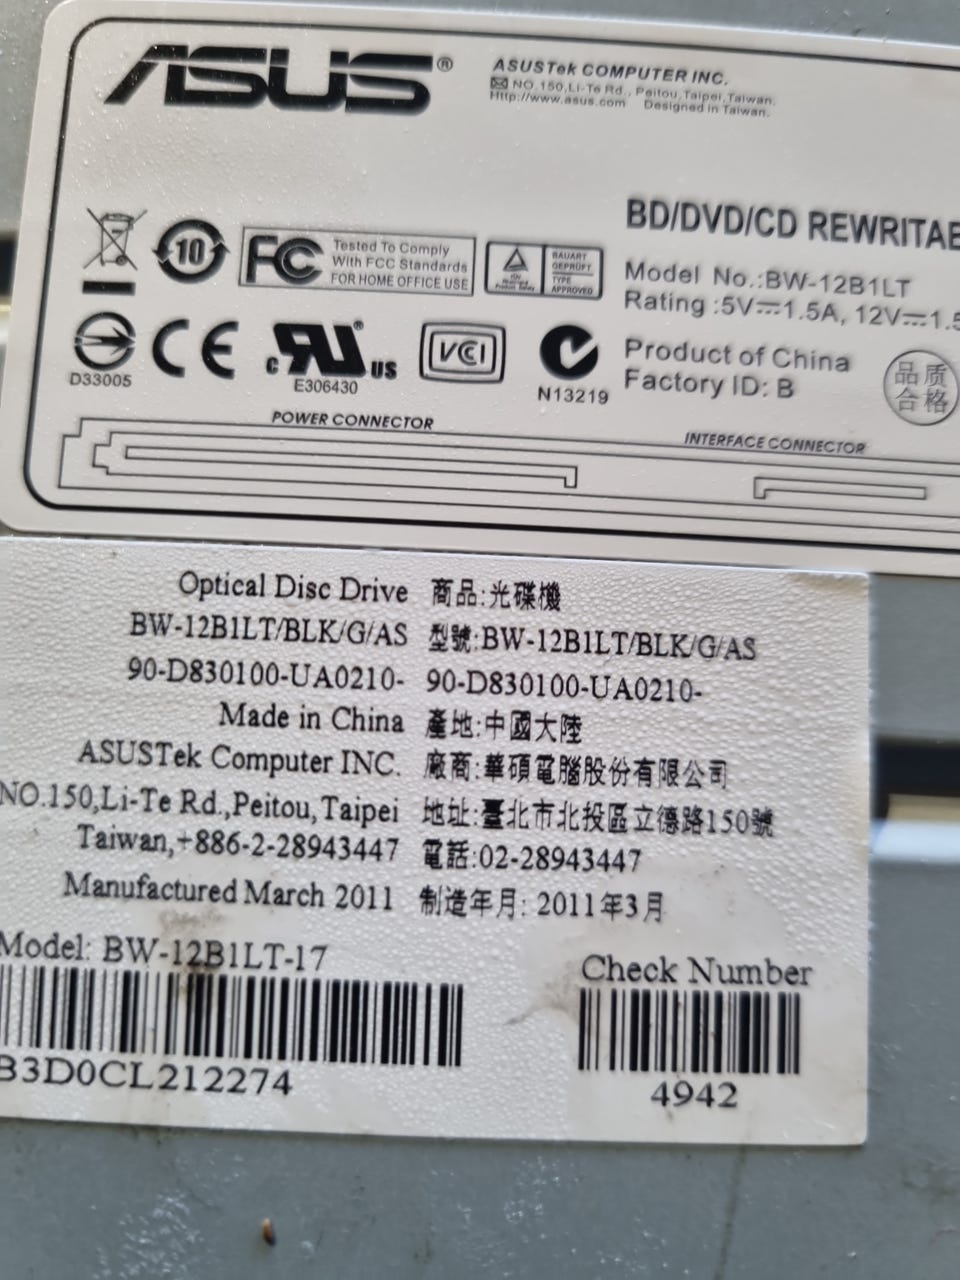 ASUS®
ASUSTek COMPUTER INC.
NO.150,Li-Te Rd., Peitou,Taipei,Taiwan.
Http://www.asus.com Designed in Taiwan.
BD/DVD/CD REWRITAB
Model No.:BW-12B1LT
Rating :5V⎓1.5A, 12V⎓1.5
Product of China
Factory ID: B
品质
合格
10
FC
Tested To Comply
With FCC Standards
FOR HOME OFFICE USE
BAUART
GEPRÜFT
TYPE
APPROVED
D33005
CE
c RU® US
E306430
VCI
N13219
POWER CONNECTOR
INTERFACE CONNECTOR
Optical Disc Drive 商品:光碟機
BW-12B1LT/BLK/G/AS 型號:BW-12B1LT/BLK/G/AS
90-D830100-UA0210- 90-D830100-UA0210-
Made in China 產地:中國大陸
ASUSTek Computer INC. 廠商:華碩電腦股份有限公司
NO.150,Li-Te Rd.,Peitou,Taipei 地址:臺北市北投區立德路150號
Taiwan,+886-2-28943447 電話:02-28943447
Manufactured March 2011 制造年月: 2011年3月
Model: BW-12B1LT-17
B3D0CL212274
Check Number
4942